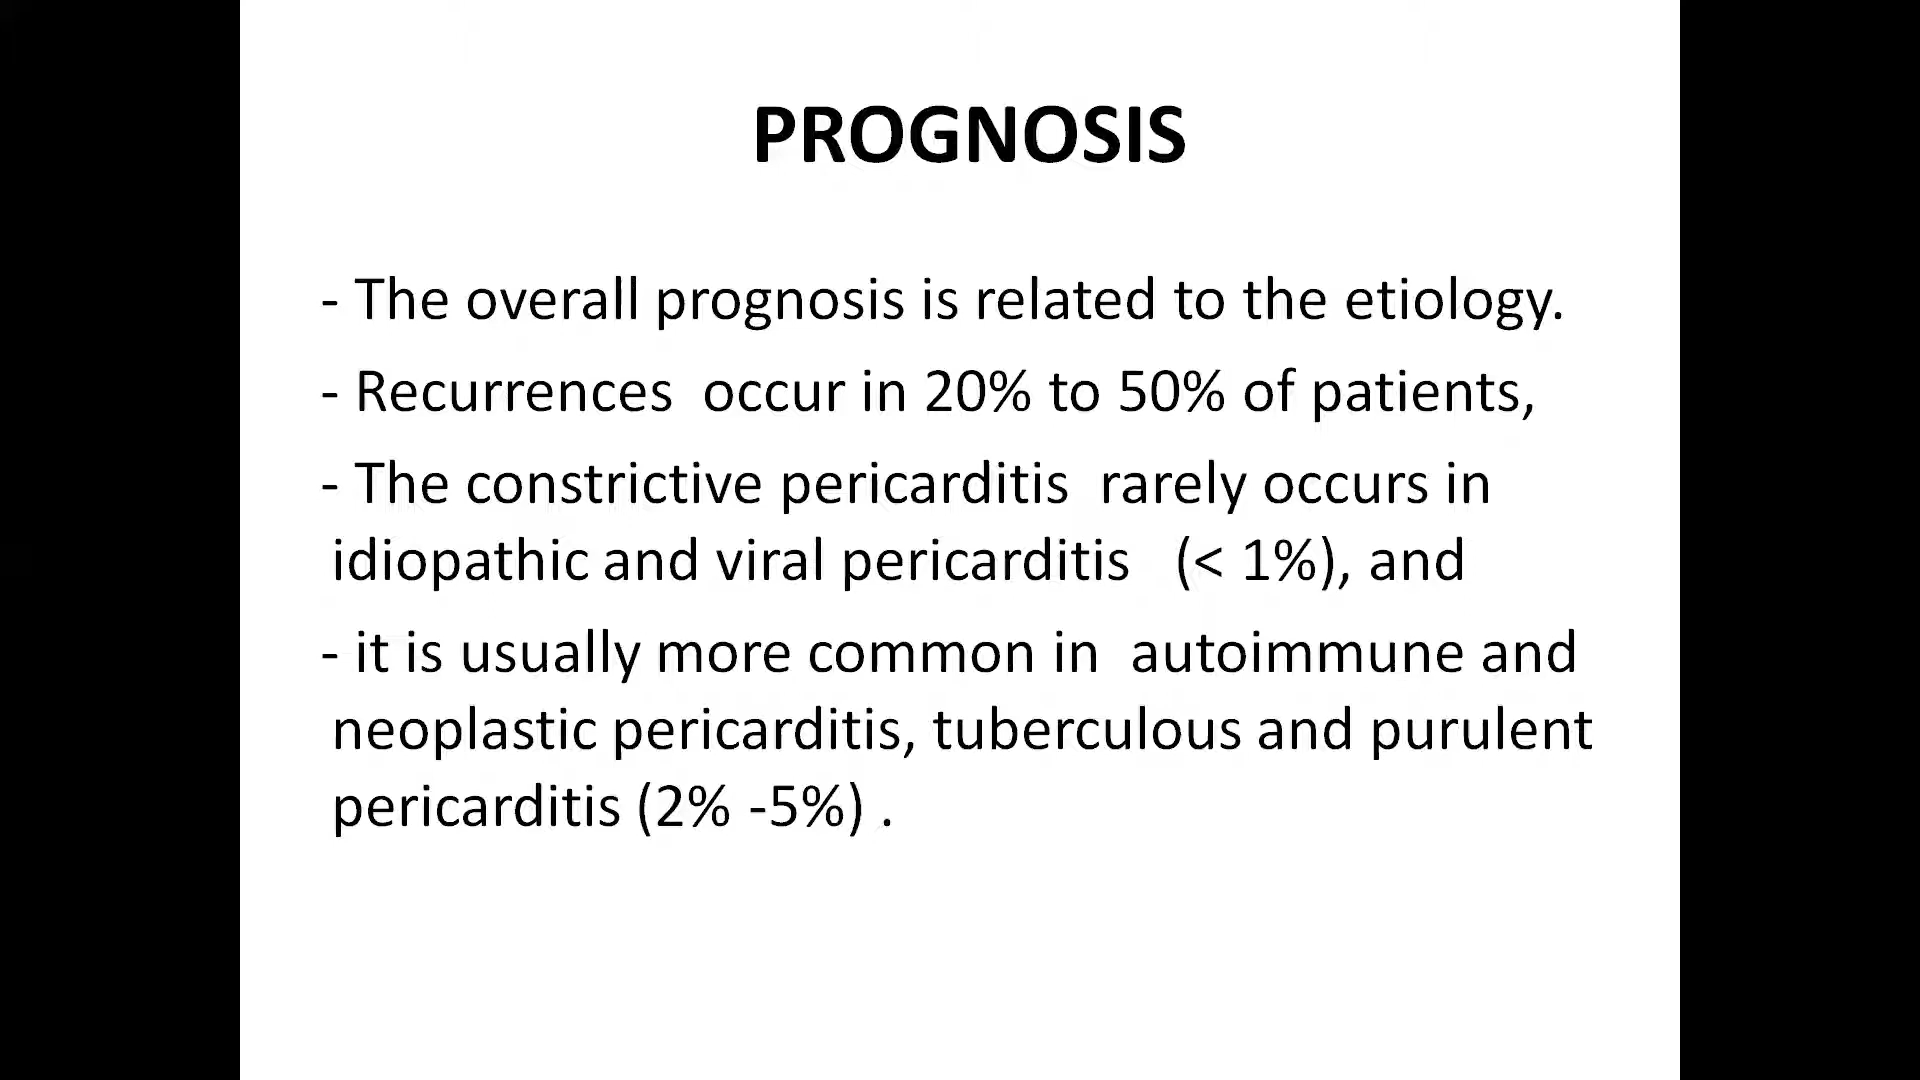 PROGNOSIS
- The overall prognosis is related to the etiology.
- Recurrences  occur in 20% to 50% of patients,
- The constrictive pericarditis  rarely occurs in
idiopathic and viral pericarditis   (< 1%), and
- it is usually more common in  autoimmune and
neoplastic pericarditis, tuberculous and purulent
pericarditis (2% -5%) .